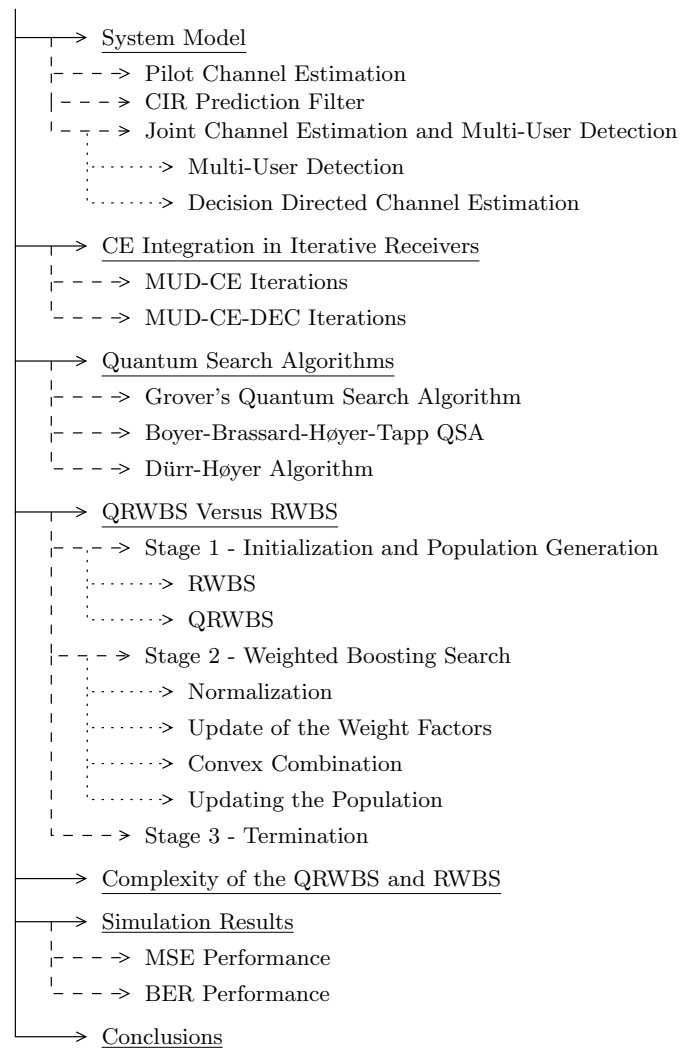 System Model
Pilot Channel Estimation
CIR Prediction Filter
Joint Channel Estimation and Multi-User Detection
Multi-User Detection
Decision Directed Channel Estimation
CE Integration in Iterative Receivers
MUD-CE Iterations
MUD-CE-DEC Iterations
Quantum Search Algorithms
Grover's Quantum Search Algorithm
Boyer-Brassard-Høyer-Tapp QSA
Dürr-Høyer Algorithm
QRWBS Versus RWBS
Stage 1 - Initialization and Population Generation
RWBS
QRWBS
Stage 2 - Weighted Boosting Search
Normalization
Update of the Weight Factors
Convex Combination
Updating the Population
Stage 3 - Termination
Complexity of the QRWBS and RWBS
Simulation Results
MSE Performance
BER Performance
Conclusions